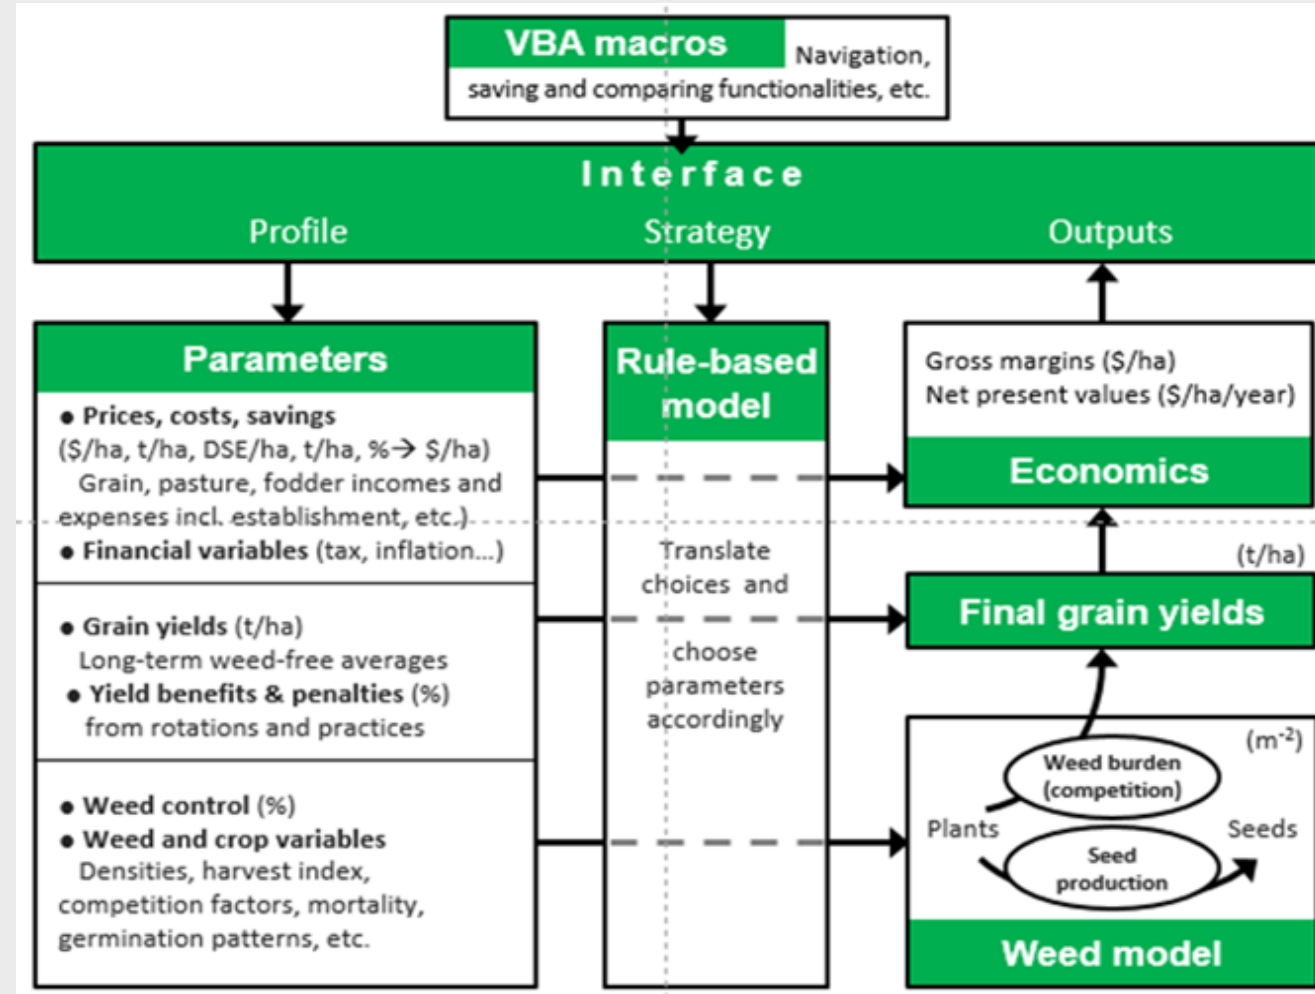 VBA macros
Navigation,
saving and comparing functionalities, etc.
Interface
Profile
Strategy
Outputs
Parameters
● Prices, costs, savings
($/ha, t/ha, DSE/ha, t/ha, %→ $/ha)
Grain, pasture, fodder incomes and
expenses incl. establishment, etc.)
● Financial variables (tax, inflation...)
● Grain yields (t/ha)
Long-term weed-free averages
● Yield benefits & penalties (%)
from rotations and practices
● Weed control (%)
● Weed and crop variables
Densities, harvest index,
competition factors, mortality,
germination patterns, etc.
Rule-based
model
Translate
choices and
choose
parameters
accordingly
Gross margins ($/ha)
Net present values ($/ha/year)
Economics
(t/ha)
Final grain yields
(m⁻²)
Weed burden
(competition)
Plants
Seeds
Seed
production
Weed model